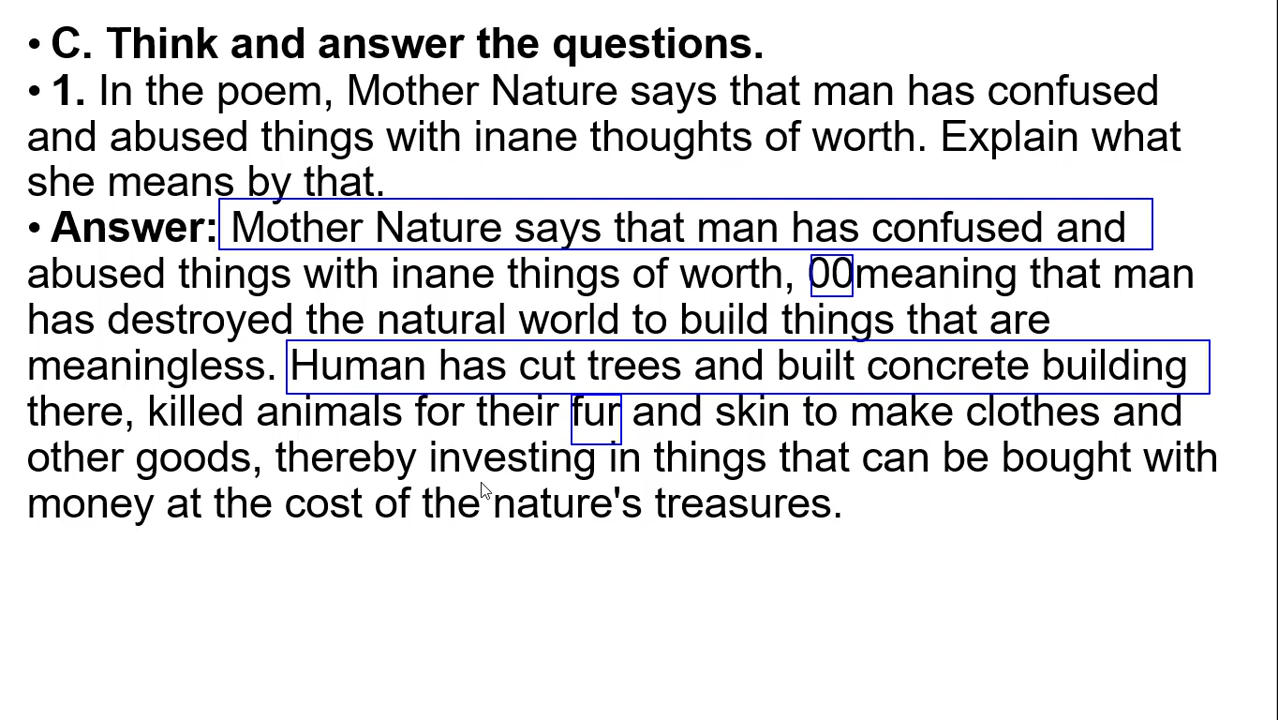 • C. Think and answer the questions.
• 1. In the poem, Mother Nature says that man has confused
and abused things with inane thoughts of worth. Explain what
she means by that.
• Answer: Mother Nature says that man has confused and
abused things with inane things of worth, 00meaning that man
has destroyed the natural world to build things that are
meaningless. Human has cut trees and built concrete building
there, killed animals for their fur and skin to make clothes and
other goods, thereby investing in things that can be bought with
money at the cost of the nature's treasures.